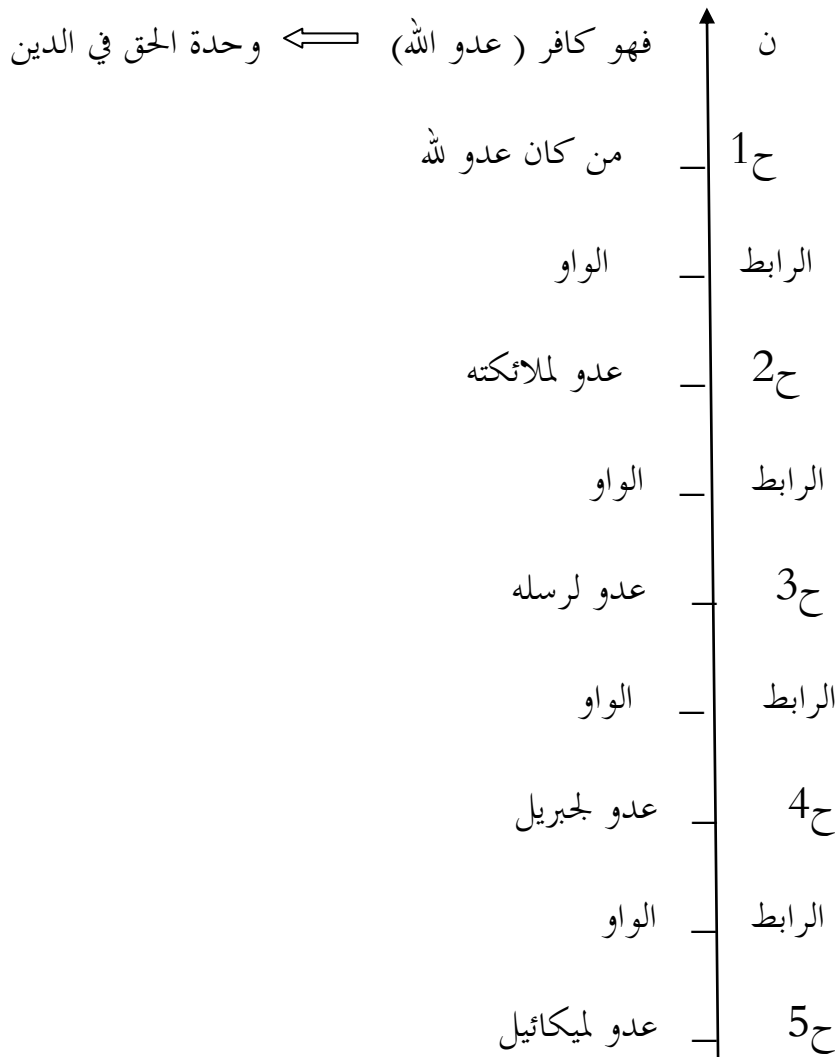 ن فهو كافر ( عدو الله) ⟸ وحدة الحق في الدين
ح1 _ من كان عدو لله
الرابط _ الواو
ح2 _ عدو لملائكته
الرابط _ الواو
ح3 _ عدو لرسله
الرابط _ الواو
ح4 _ عدو لجبريل
الرابط _ الواو
ح5 _ عدو لميكائيل